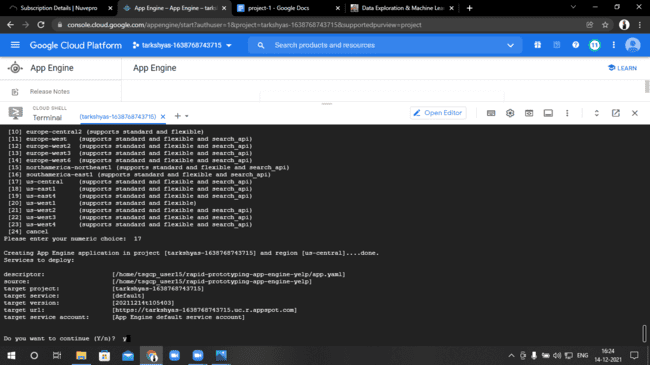 Subscription Details | Nuvepro
App Engine – App Engine – tarks
project-1 - Google Docs
Data Exploration & Machine Lea
console.cloud.google.com/appengine/start?authuser=1&project=tarkshyas-1638768743715&supportedpurview=project
Google Cloud Platform
tarkshyas-1638768743715
Search products and resources
11
App Engine
App Engine
LEARN
Release Notes
CLOUD SHELL
Terminal
(tarkshyas-1638768743715)
Open Editor
[10] europe-central2 (supports standard and flexible)
[11] europe-west (supports standard and flexible and search_api)
[12] europe-west2 (supports standard and flexible and search_api)
[13] europe-west3 (supports standard and flexible and search_api)
[14] europe-west6 (supports standard and flexible and search_api)
[15] northamerica-northeast1 (supports standard and flexible and search_api)
[16] southamerica-east1 (supports standard and flexible and search_api)
[17] us-central (supports standard and flexible and search_api)
[18] us-east1 (supports standard and flexible and search_api)
[19] us-east4 (supports standard and flexible and search_api)
[20] us-west1 (supports standard and flexible)
[21] us-west2 (supports standard and flexible and search_api)
[22] us-west3 (supports standard and flexible and search_api)
[23] us-west4 (supports standard and flexible and search_api)
[24] cancel
Please enter your numeric choice: 17
Creating App Engine application in project [tarkshyas-1638768743715] and region [us-central]....done.
Services to deploy:
descriptor: [/home/tsgcp_user15/rapid-prototyping-app-engine-yelp/app.yaml]
source: [/home/tsgcp_user15/rapid-prototyping-app-engine-yelp]
target project: [tarkshyas-1638768743715]
target service: [default]
target version: [20211214t105403]
target url: [https://tarkshyas-1638768743715.uc.r.appspot.com]
target service account: [App Engine default service account]
Do you want to continue (Y/n)? y
ENG
16:24
14-12-2021